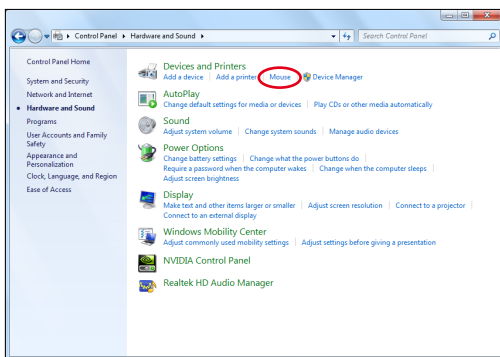 Control Panel ▸ Hardware and Sound ▸
Search Control Panel
Control Panel Home
System and Security
Network and Internet
Hardware and Sound
Programs
User Accounts and Family
Safety
Appearance and
Personalization
Clock, Language, and Region
Ease of Access
Devices and Printers
Add a device | Add a printer | Mouse | Device Manager
AutoPlay
Change default settings for media or devices | Play CDs or other media automatically
Sound
Adjust system volume | Change system sounds | Manage audio devices
Power Options
Change battery settings | Change what the power buttons do |
Require a password when the computer wakes | Change when the computer sleeps |
Adjust screen brightness
Display
Make text and other items larger or smaller | Adjust screen resolution | Connect to a projector |
Connect to an external display
Windows Mobility Center
Adjust commonly used mobility settings | Adjust settings before giving a presentation
NVIDIA Control Panel
Realtek HD Audio Manager